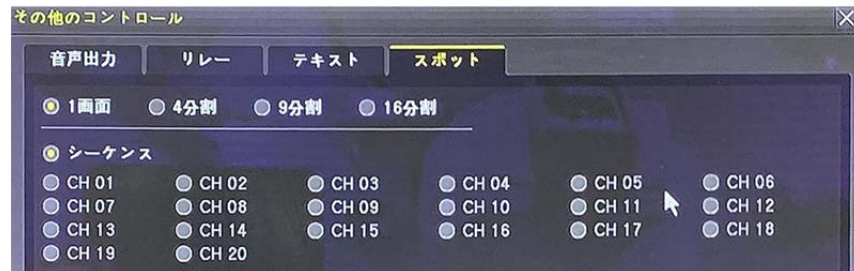 その他のコントロール
音声出力 リレー テキスト スポット
1画面 4分割 9分割 16分割
シーケンス
CH 01 CH 02 CH 03 CH 04 CH 05 CH 06
CH 07 CH 08 CH 09 CH 10 CH 11 CH 12
CH 13 CH 14 CH 15 CH 16 CH 17 CH 18
CH 19 CH 20